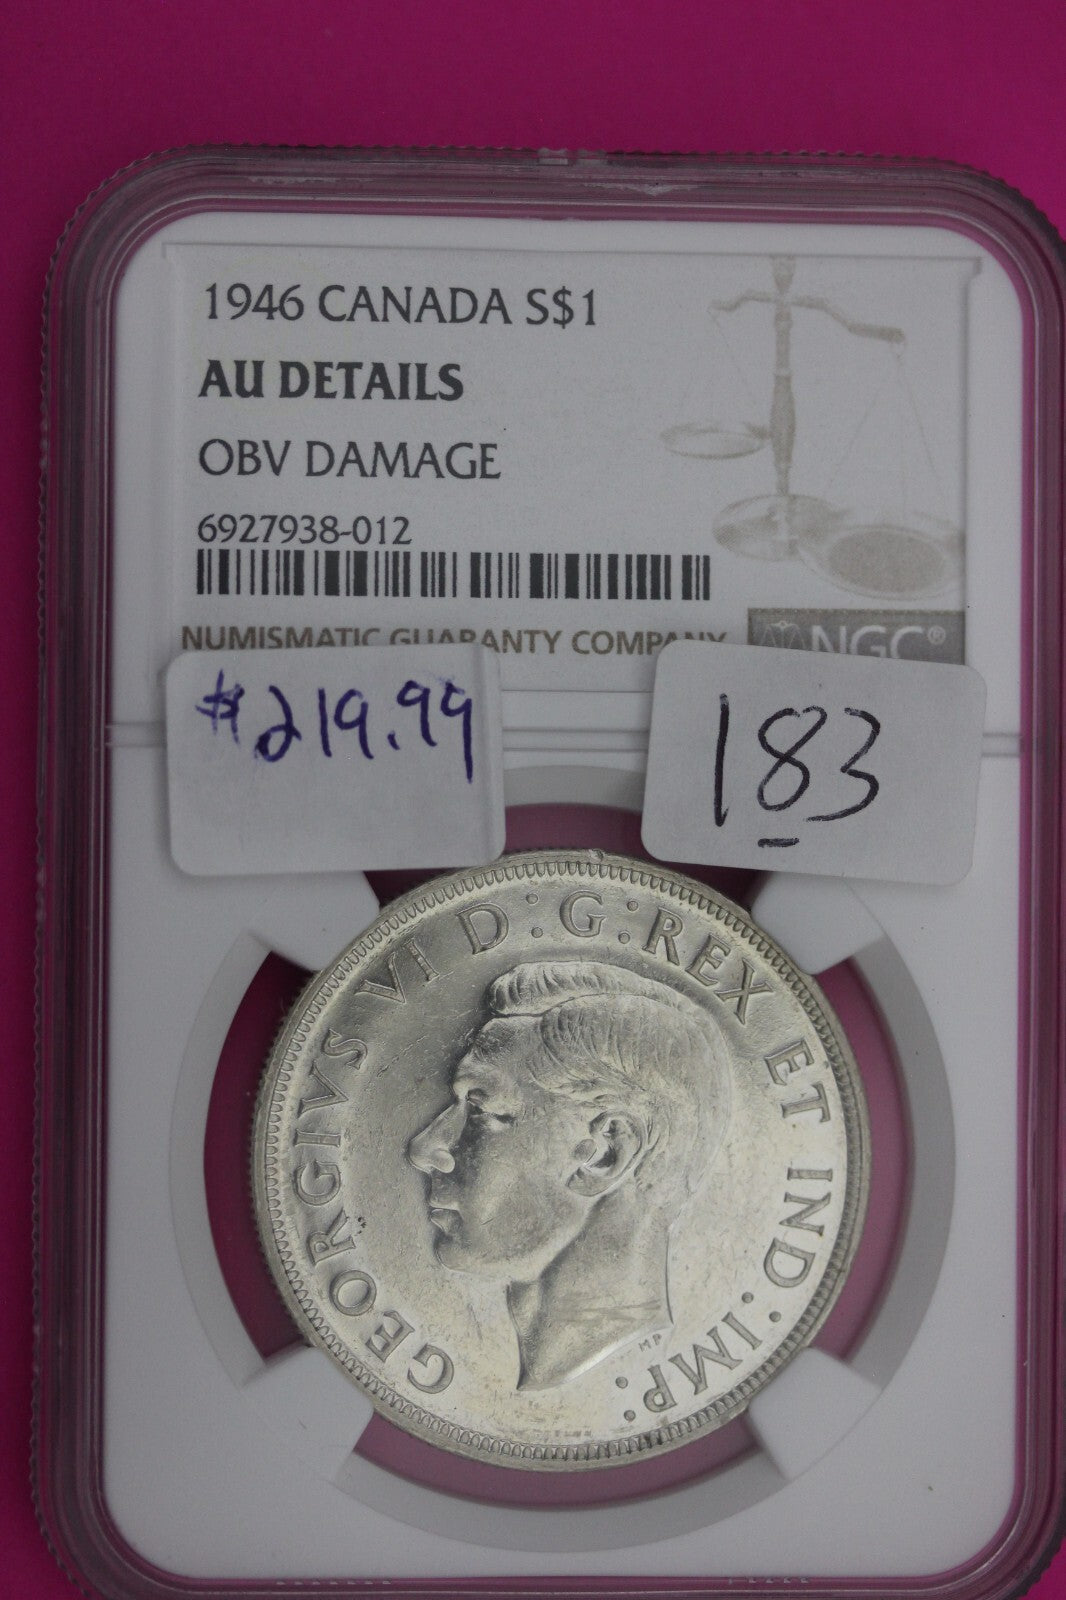 1946 CANADA S$1
AU DETAILS
OBV DAMAGE
6927938-012
NUMISMATIC GUARANTY COMPANY NGC®
$219.99
183
GEORGIVS VI D:G:REX ET IND:IMP:
MP